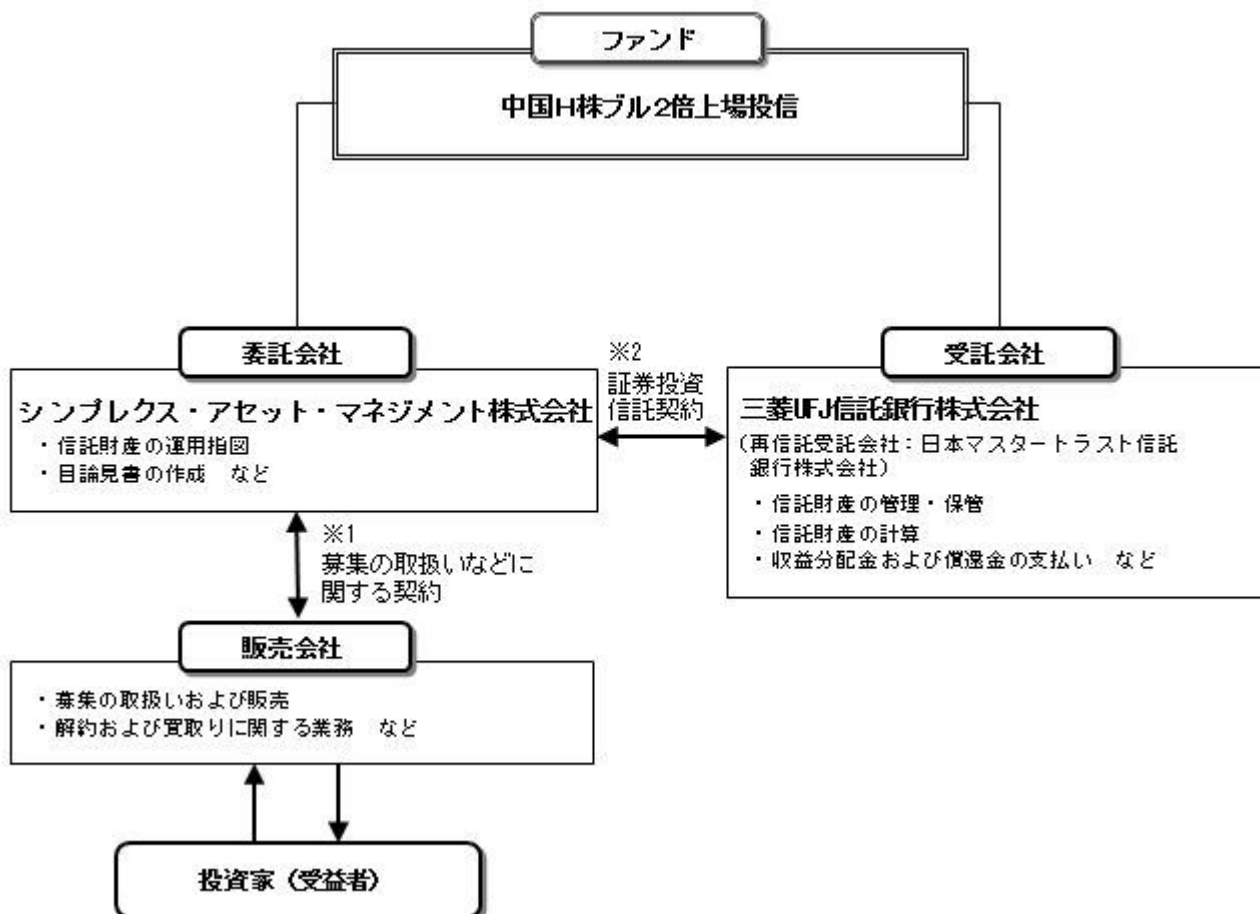 ファンド
中国H株ブル2倍上場投信
委託会社
シンプレクス・アセット・マネジメント株式会社
・信託財産の運用指図
・目論見書の作成　など
※2
証券投資
信託契約
受託会社
三菱UFJ信託銀行株式会社
(再信託受託会社：日本マスタートラスト信託
銀行株式会社)
・信託財産の管理・保管
・信託財産の計算
・収益分配金および償還金の支払い　など
※1
募集の取扱いなどに
関する契約
販売会社
・募集の取扱いおよび販売
・解約および買取りに関する業務　など
投資家（受益者）